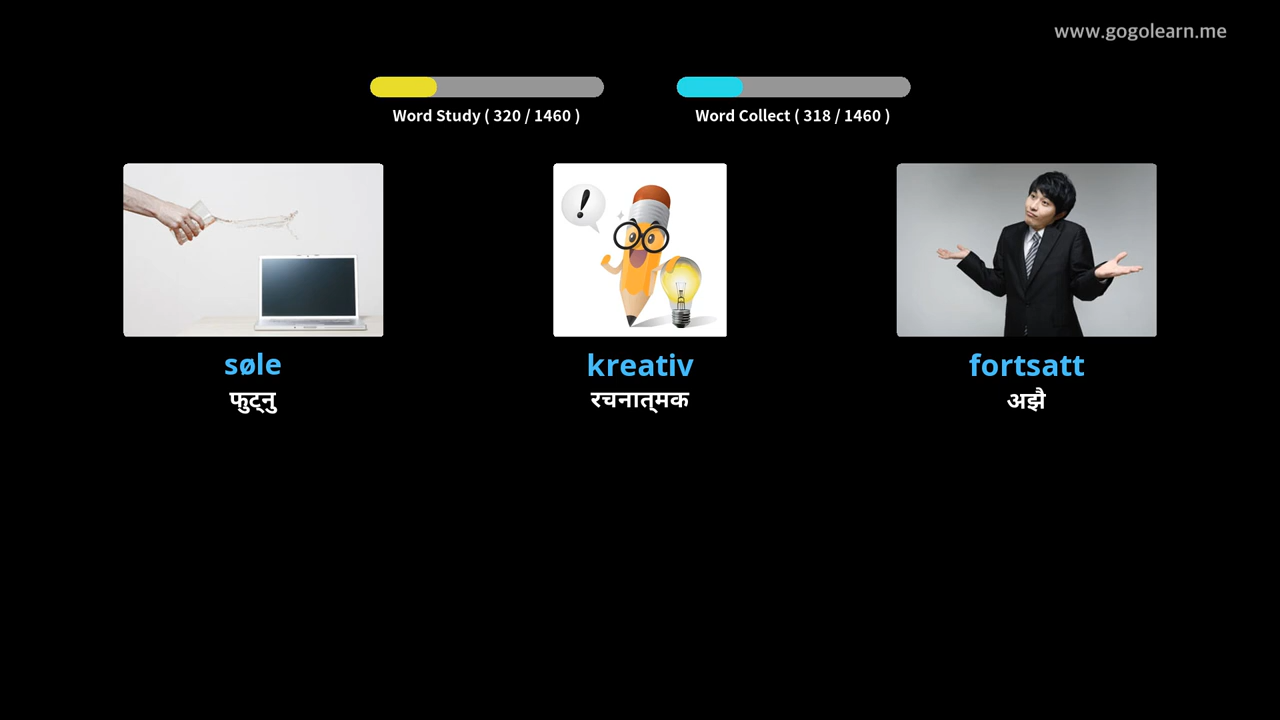 www.gogolearn.me
Word Study ( 320 / 1460 )
Word Collect ( 318 / 1460 )
!
søle
kreativ
fortsatt
फुट्नु
रचनात्मक
अझै